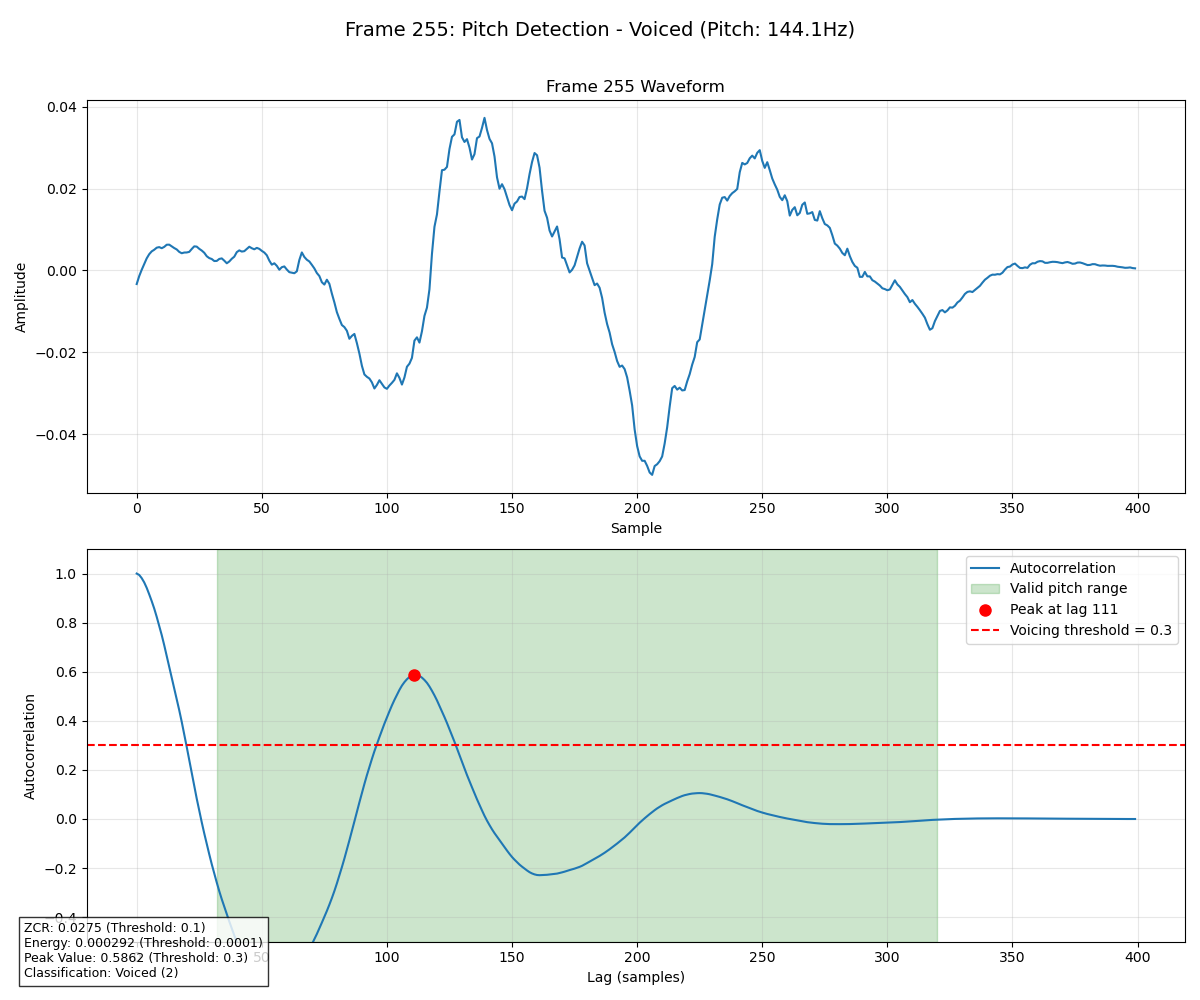 Frame 255: Pitch Detection - Voiced (Pitch: 144.1Hz)
Frame 255 Waveform
0.04
0.02
0.00
−0.02
−0.04
Amplitude
0 50 100 150 200 250 300 350 400
Sample
1.0
0.8
0.6
0.4
0.2
0.0
−0.2
−0.4
Autocorrelation
Autocorrelation
Valid pitch range
Peak at lag 111
Voicing threshold = 0.3
50 100 150 200 250 300 350 400
Lag (samples)
ZCR: 0.0275 (Threshold: 0.1)
Energy: 0.000292 (Threshold: 0.0001)
Peak Value: 0.5862 (Threshold: 0.3)
Classification: Voiced (2)